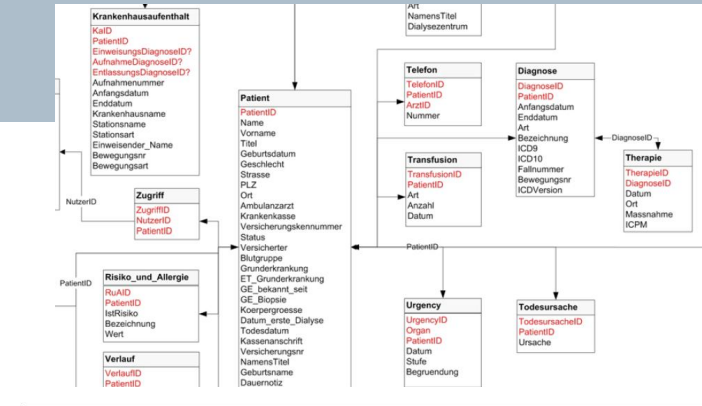 Krankenhausaufenthalt
KaID
PatientID
EinweisungsDiagnoseID?
AufnahmeDiagnoseID?
EntlassungsDiagnoseID?
Aufnahmenummer
Anfangsdatum
Enddatum
Krankenhausname
Stationsname
Stationsart
Einweisender_Name
Bewegungsnr
Bewegungsart
NutzerID
Zugriff
ZugriffID
NutzerID
PatientID
PatientID
Risiko_und_Allergie
RuAID
PatientID
IstRisiko
Bezeichnung
Wert
Verlauf
VerlaufID
PatientID
Patient
PatientID
Name
Vorname
Titel
Geburtsdatum
Geschlecht
Strasse
PLZ
Ort
Ambulanzarzt
Krankenkasse
Versicherungskennummer
Status
Versicherter
Blutgruppe
Grunderkrankung
ET_Grunderkrankung
GE_bekannt_seit
GE_Biopsie
Koerpergroesse
Datum_erste_Dialyse
Todesdatum
Kassenanschrift
Versicherungsnr
NamensTitel
Geburtsname
Dauernotiz
Art
NamensTitel
Dialysezentrum
Telefon
TelefonID
PatientID
ArztID
Nummer
Transfusion
TransfusionID
PatientID
Art
Anzahl
Datum
PatientID
Urgency
UrgencyID
Organ
PatientID
Datum
Stufe
Begruendung
Diagnose
DiagnoseID
PatientID
Anfangsdatum
Enddatum
Art
Bezeichnung
ICD9
ICD10
Fallnummer
Bewegungsnr
ICDVersion
DiagnoseID
Therapie
TherapieID
DiagnoseID
Datum
Ort
Massnahme
ICPM
Todesursache
TodesursacheID
PatientID
Ursache